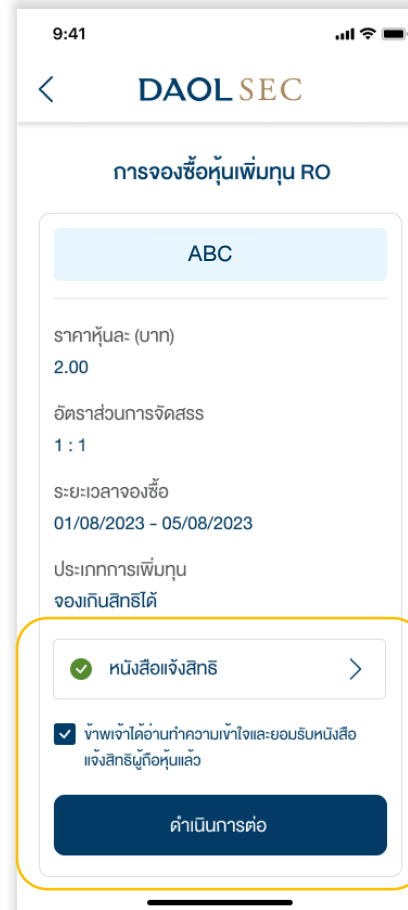 9:41
DAOL SEC
การจองซื้อหุ้นเพิ่มทุน RO
ABC
ราคาหุ้นละ (บาท)
2.00
อัตราส่วนการจัดสรร
1 : 1
ระยะเวลาจองซื้อ
01/08/2023 - 05/08/2023
ประเภทการเพิ่มทุน
จองเกินสิทธิได้
หนังสือแจ้งสิทธิ
ข้าพเจ้าได้อ่านทำความเข้าใจและยอมรับหนังสือ
แจ้งสิทธิผู้ถือหุ้นแล้ว
ดำเนินการต่อ